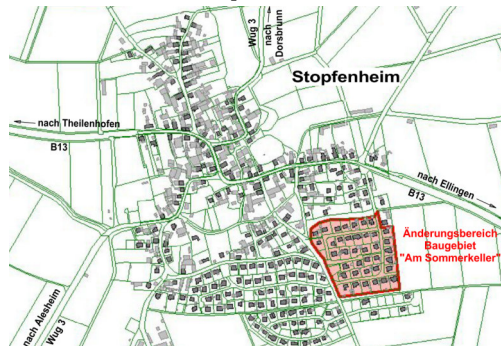 Wug 3
nach
Dorsbrunn
Stopfenheim
nach Theilenhofen
B13
nach Ellingen
B13
Änderungsbereich
Baugebiet
"Am Sommerkeller"
nach Alesheim
Wug 3